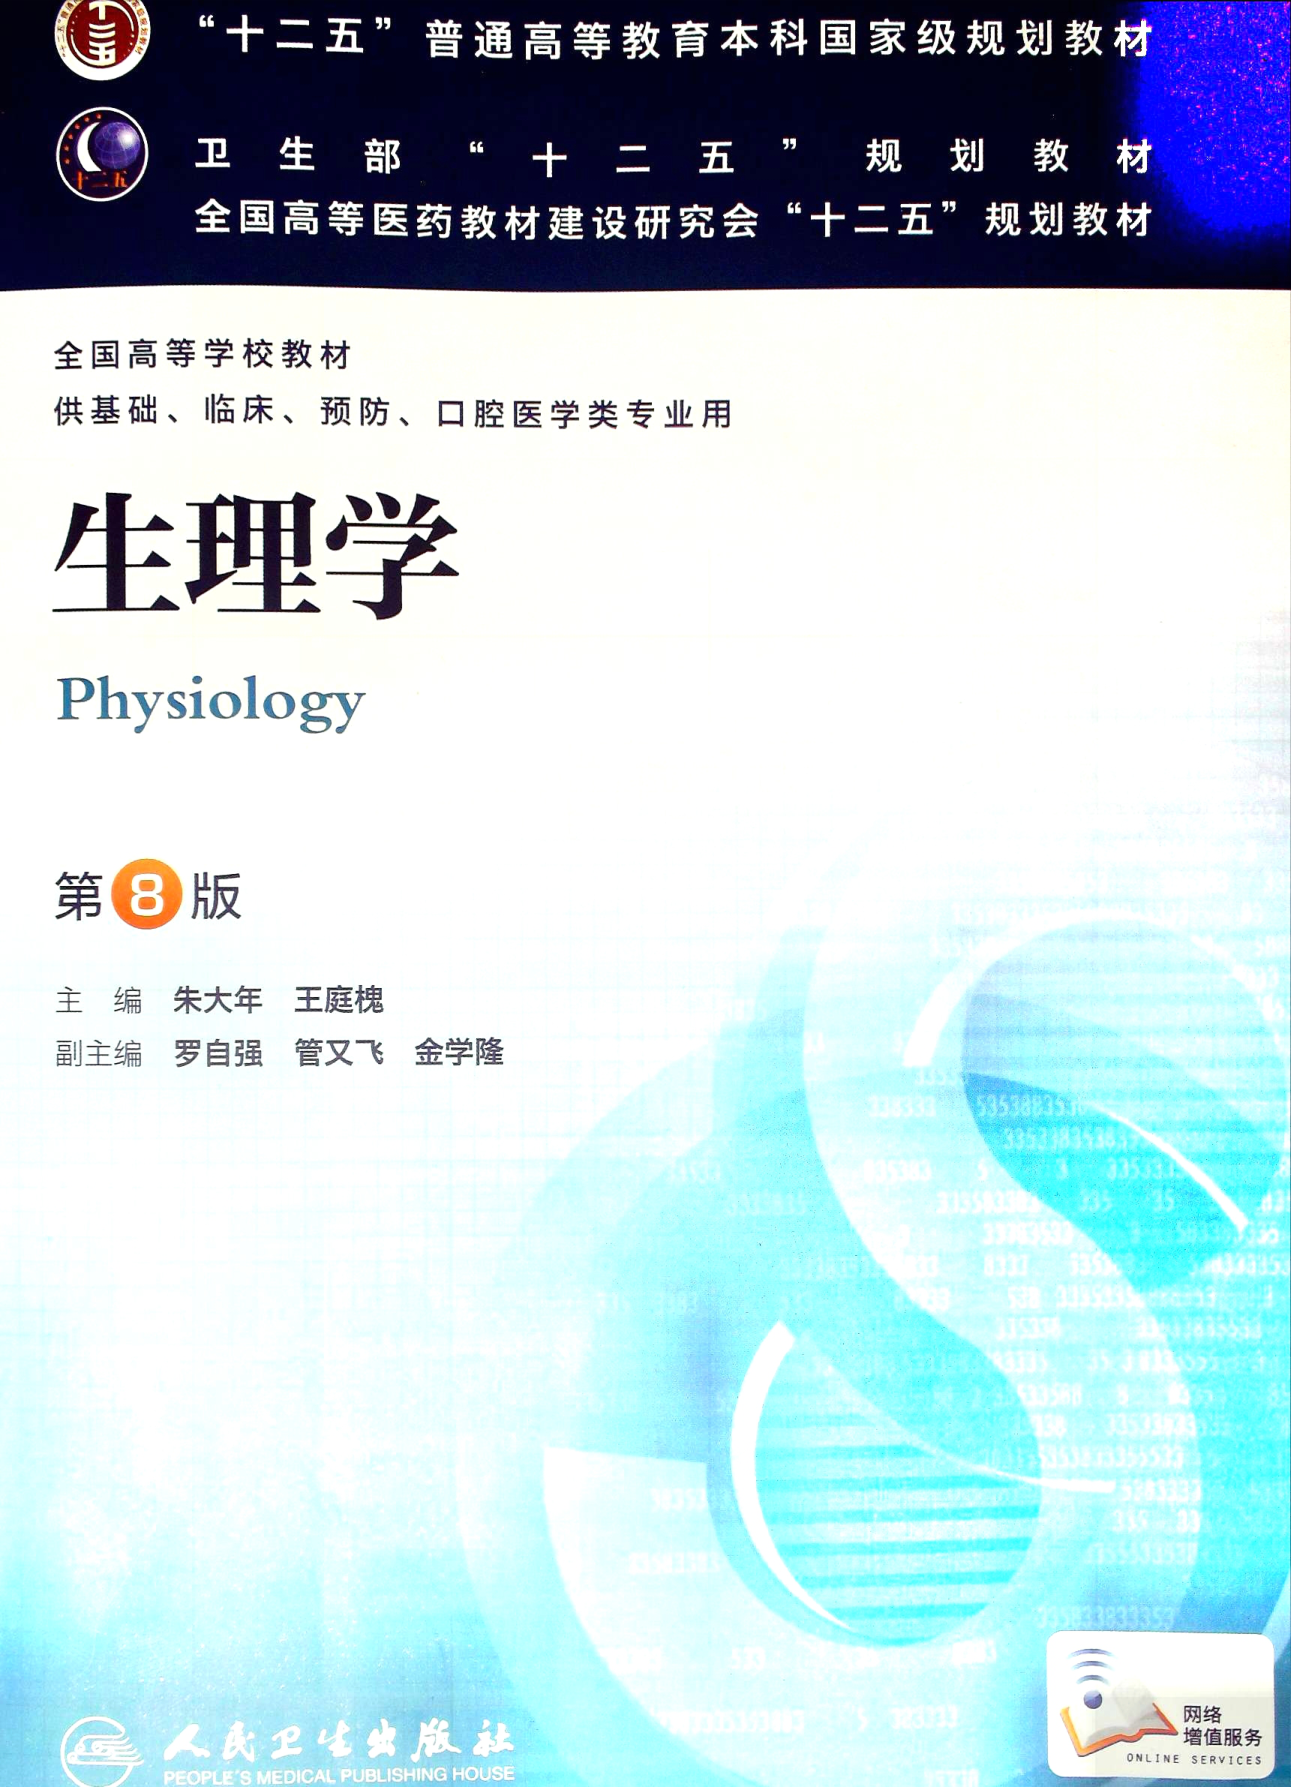 “十二五”普通高等教育本科国家级规划教材
卫生部“十二五”规划教材
全国高等医药教材建设研究会“十二五”规划教材
十二五
全国高等学校教材
供基础、临床、预防、口腔医学类专业用
生理学
Physiology
第8版
主 编 朱大年 王庭槐
副主编 罗自强 管又飞 金学隆
人民卫生出版社
PEOPLE'S MEDICAL PUBLISHING HOUSE
网络
增值服务
ONLINE SERVICES